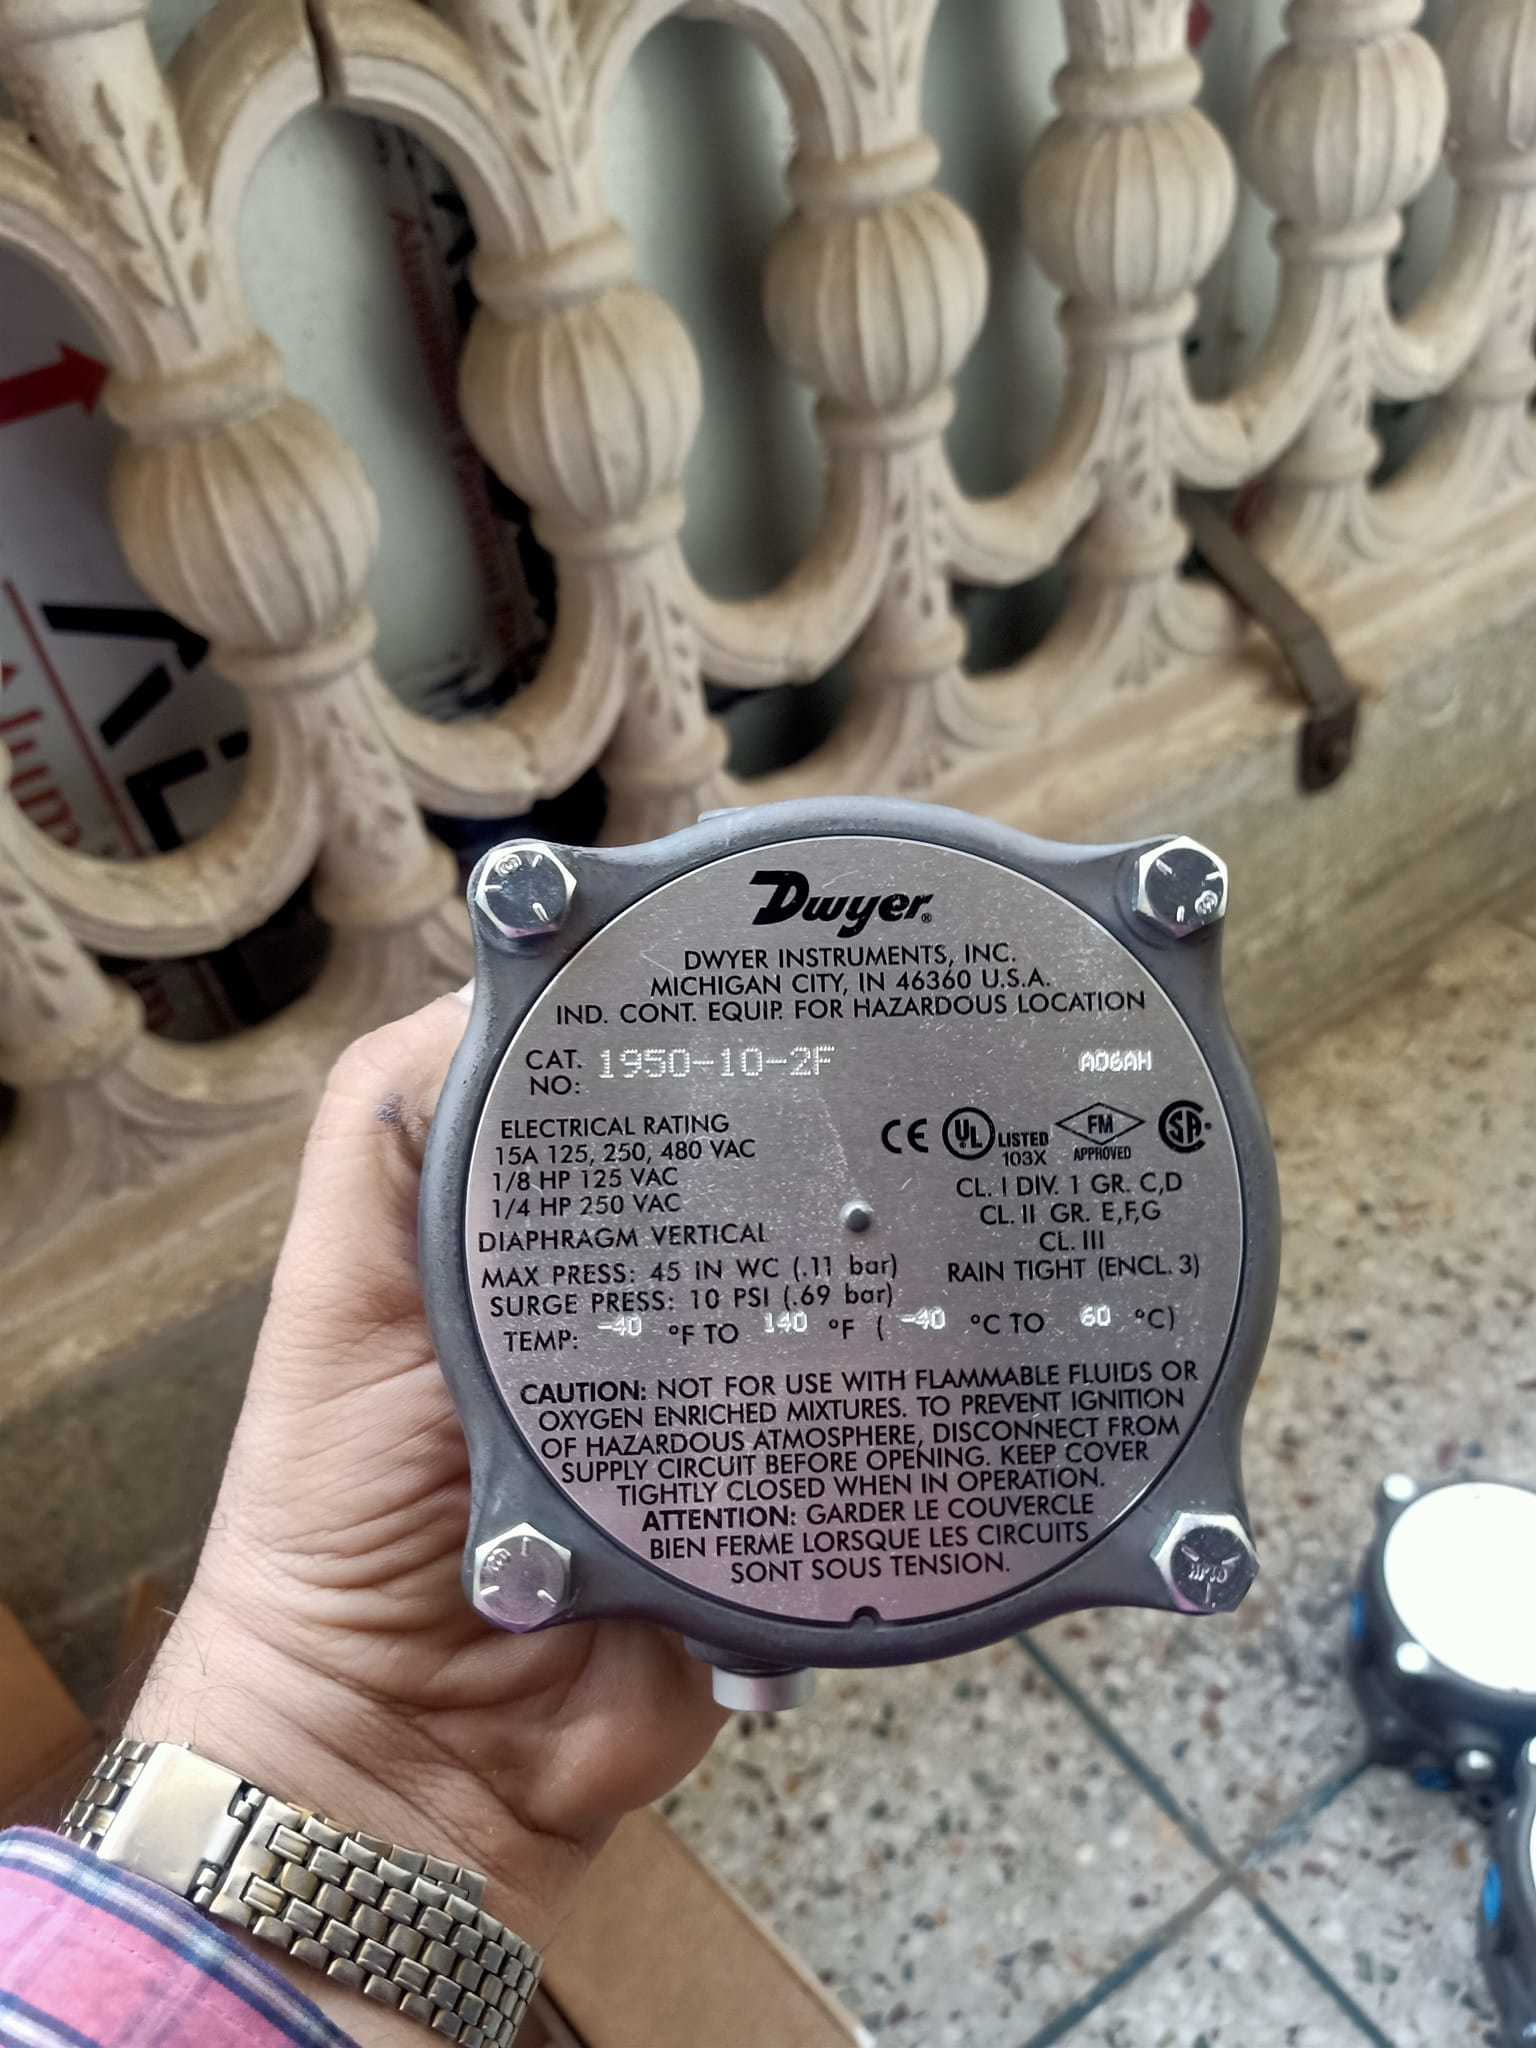 Dwyer®
DWYER INSTRUMENTS, INC.
MICHIGAN CITY, IN 46360 U.S.A.
IND. CONT. EQUIP. FOR HAZARDOUS LOCATION
CAT. NO: 1950-10-2F
A06AH
ELECTRICAL RATING
15A 125, 250, 480 VAC
1/8 HP 125 VAC
1/4 HP 250 VAC
DIAPHRAGM VERTICAL
MAX PRESS: 45 IN WC (.11 bar)
SURGE PRESS: 10 PSI (.69 bar)
TEMP: -40 °F TO 140 °F ( -40 °C TO 60 °C)
CE UL LISTED 103X FM APPROVED SA
CL. I DIV. 1 GR. C,D
CL. II GR. E,F,G
CL. III
RAIN TIGHT (ENCL. 3)
CAUTION: NOT FOR USE WITH FLAMMABLE FLUIDS OR
OXYGEN ENRICHED MIXTURES. TO PREVENT IGNITION
OF HAZARDOUS ATMOSPHERE, DISCONNECT FROM
SUPPLY CIRCUIT BEFORE OPENING. KEEP COVER
TIGHTLY CLOSED WHEN IN OPERATION.
ATTENTION: GARDER LE COUVERCLE
BIEN FERME LORSQUE LES CIRCUITS
SONT SOUS TENSION.